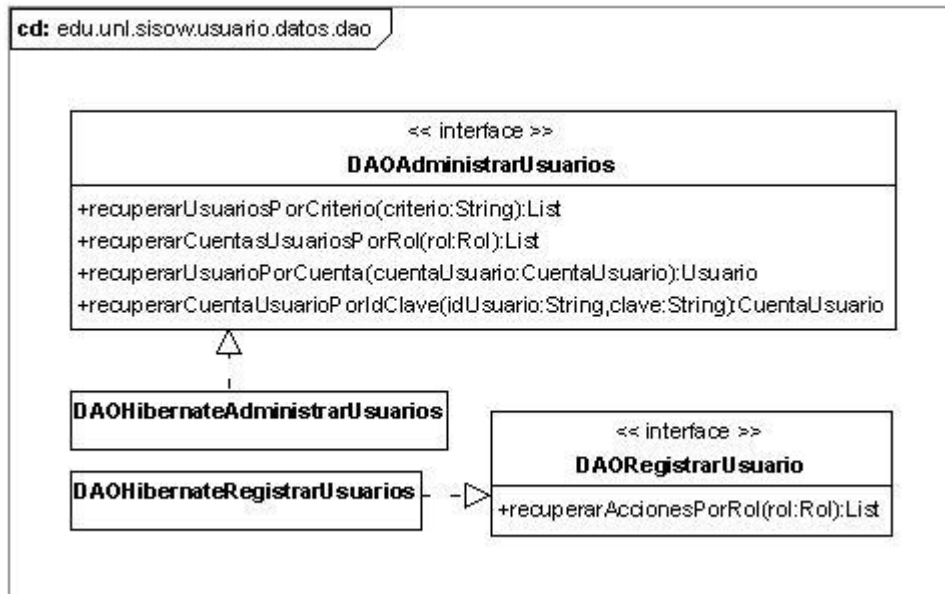 cd: edu.unl.sisow.usuario.datos.dao
<< interface >>
DAOAdministrarUsuarios
+recuperarUsuariosPorCriterio(criterio:String):List
+recuperarCuentasUsuariosPorRol(rol:Rol):List
+recuperarUsuarioPorCuenta(cuentaUsuario:CuentaUsuario):Usuario
+recuperarCuentaUsuarioPorIdClave(idUsuario:String,clave:String):CuentaUsuario
DAOHibernateAdministrarUsuarios
<< interface >>
DAORegistrarUsuario
DAOHibernateRegistrarUsuarios
+recuperarAccionesPorRol(rol:Rol):List